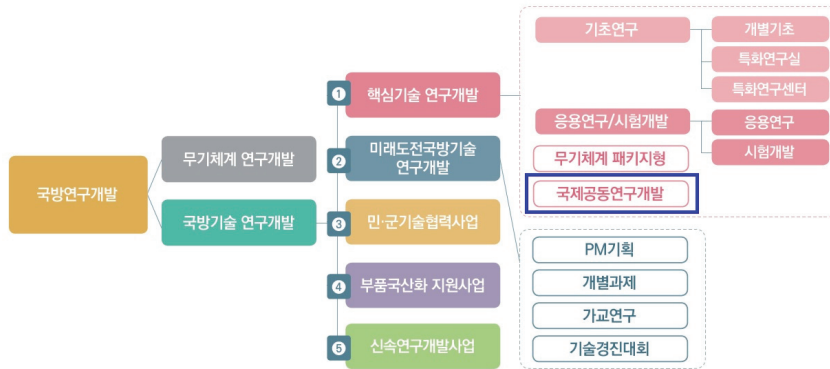 국방연구개발
무기체계 연구개발
국방기술 연구개발
❶ 핵심기술 연구개발
❷ 미래도전국방기술
연구개발
❸ 민·군기술협력사업
❹ 부품국산화 지원사업
❺ 신속연구개발사업
기초연구
개별기초
특화연구실
특화연구센터
응용연구/시험개발
응용연구
시험개발
무기체계 패키지형
국제공동연구개발
PM기획
개별과제
가교연구
기술경진대회